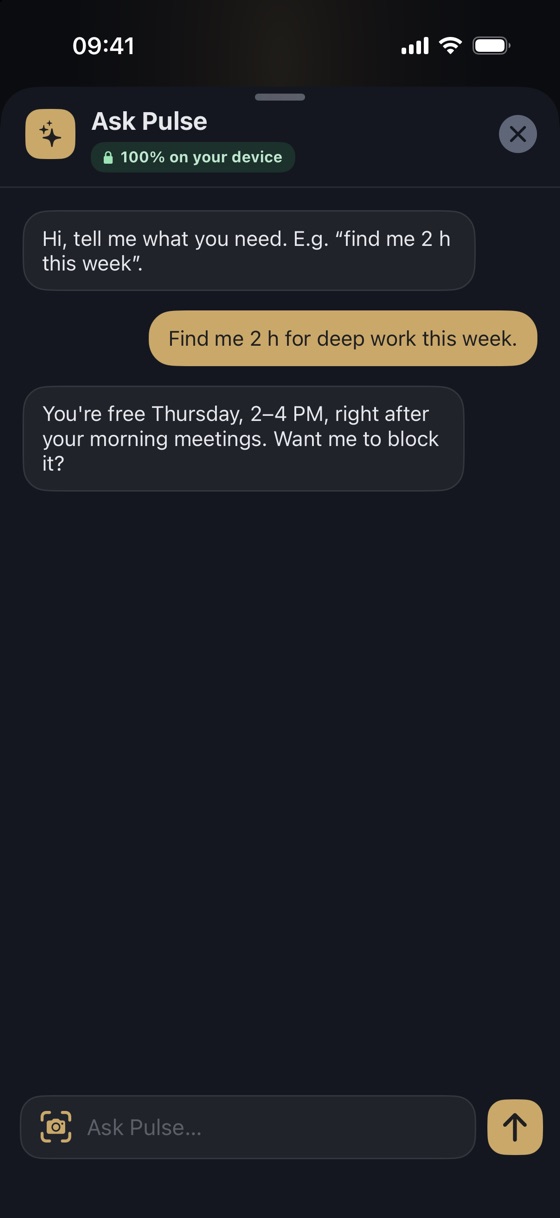 09:41
Ask Pulse
100% on your device
Hi, tell me what you need. E.g. “find me 2 h
this week”.
Find me 2 h for deep work this week.
You're free Thursday, 2–4 PM, right after
your morning meetings. Want me to block
it?
Ask Pulse...